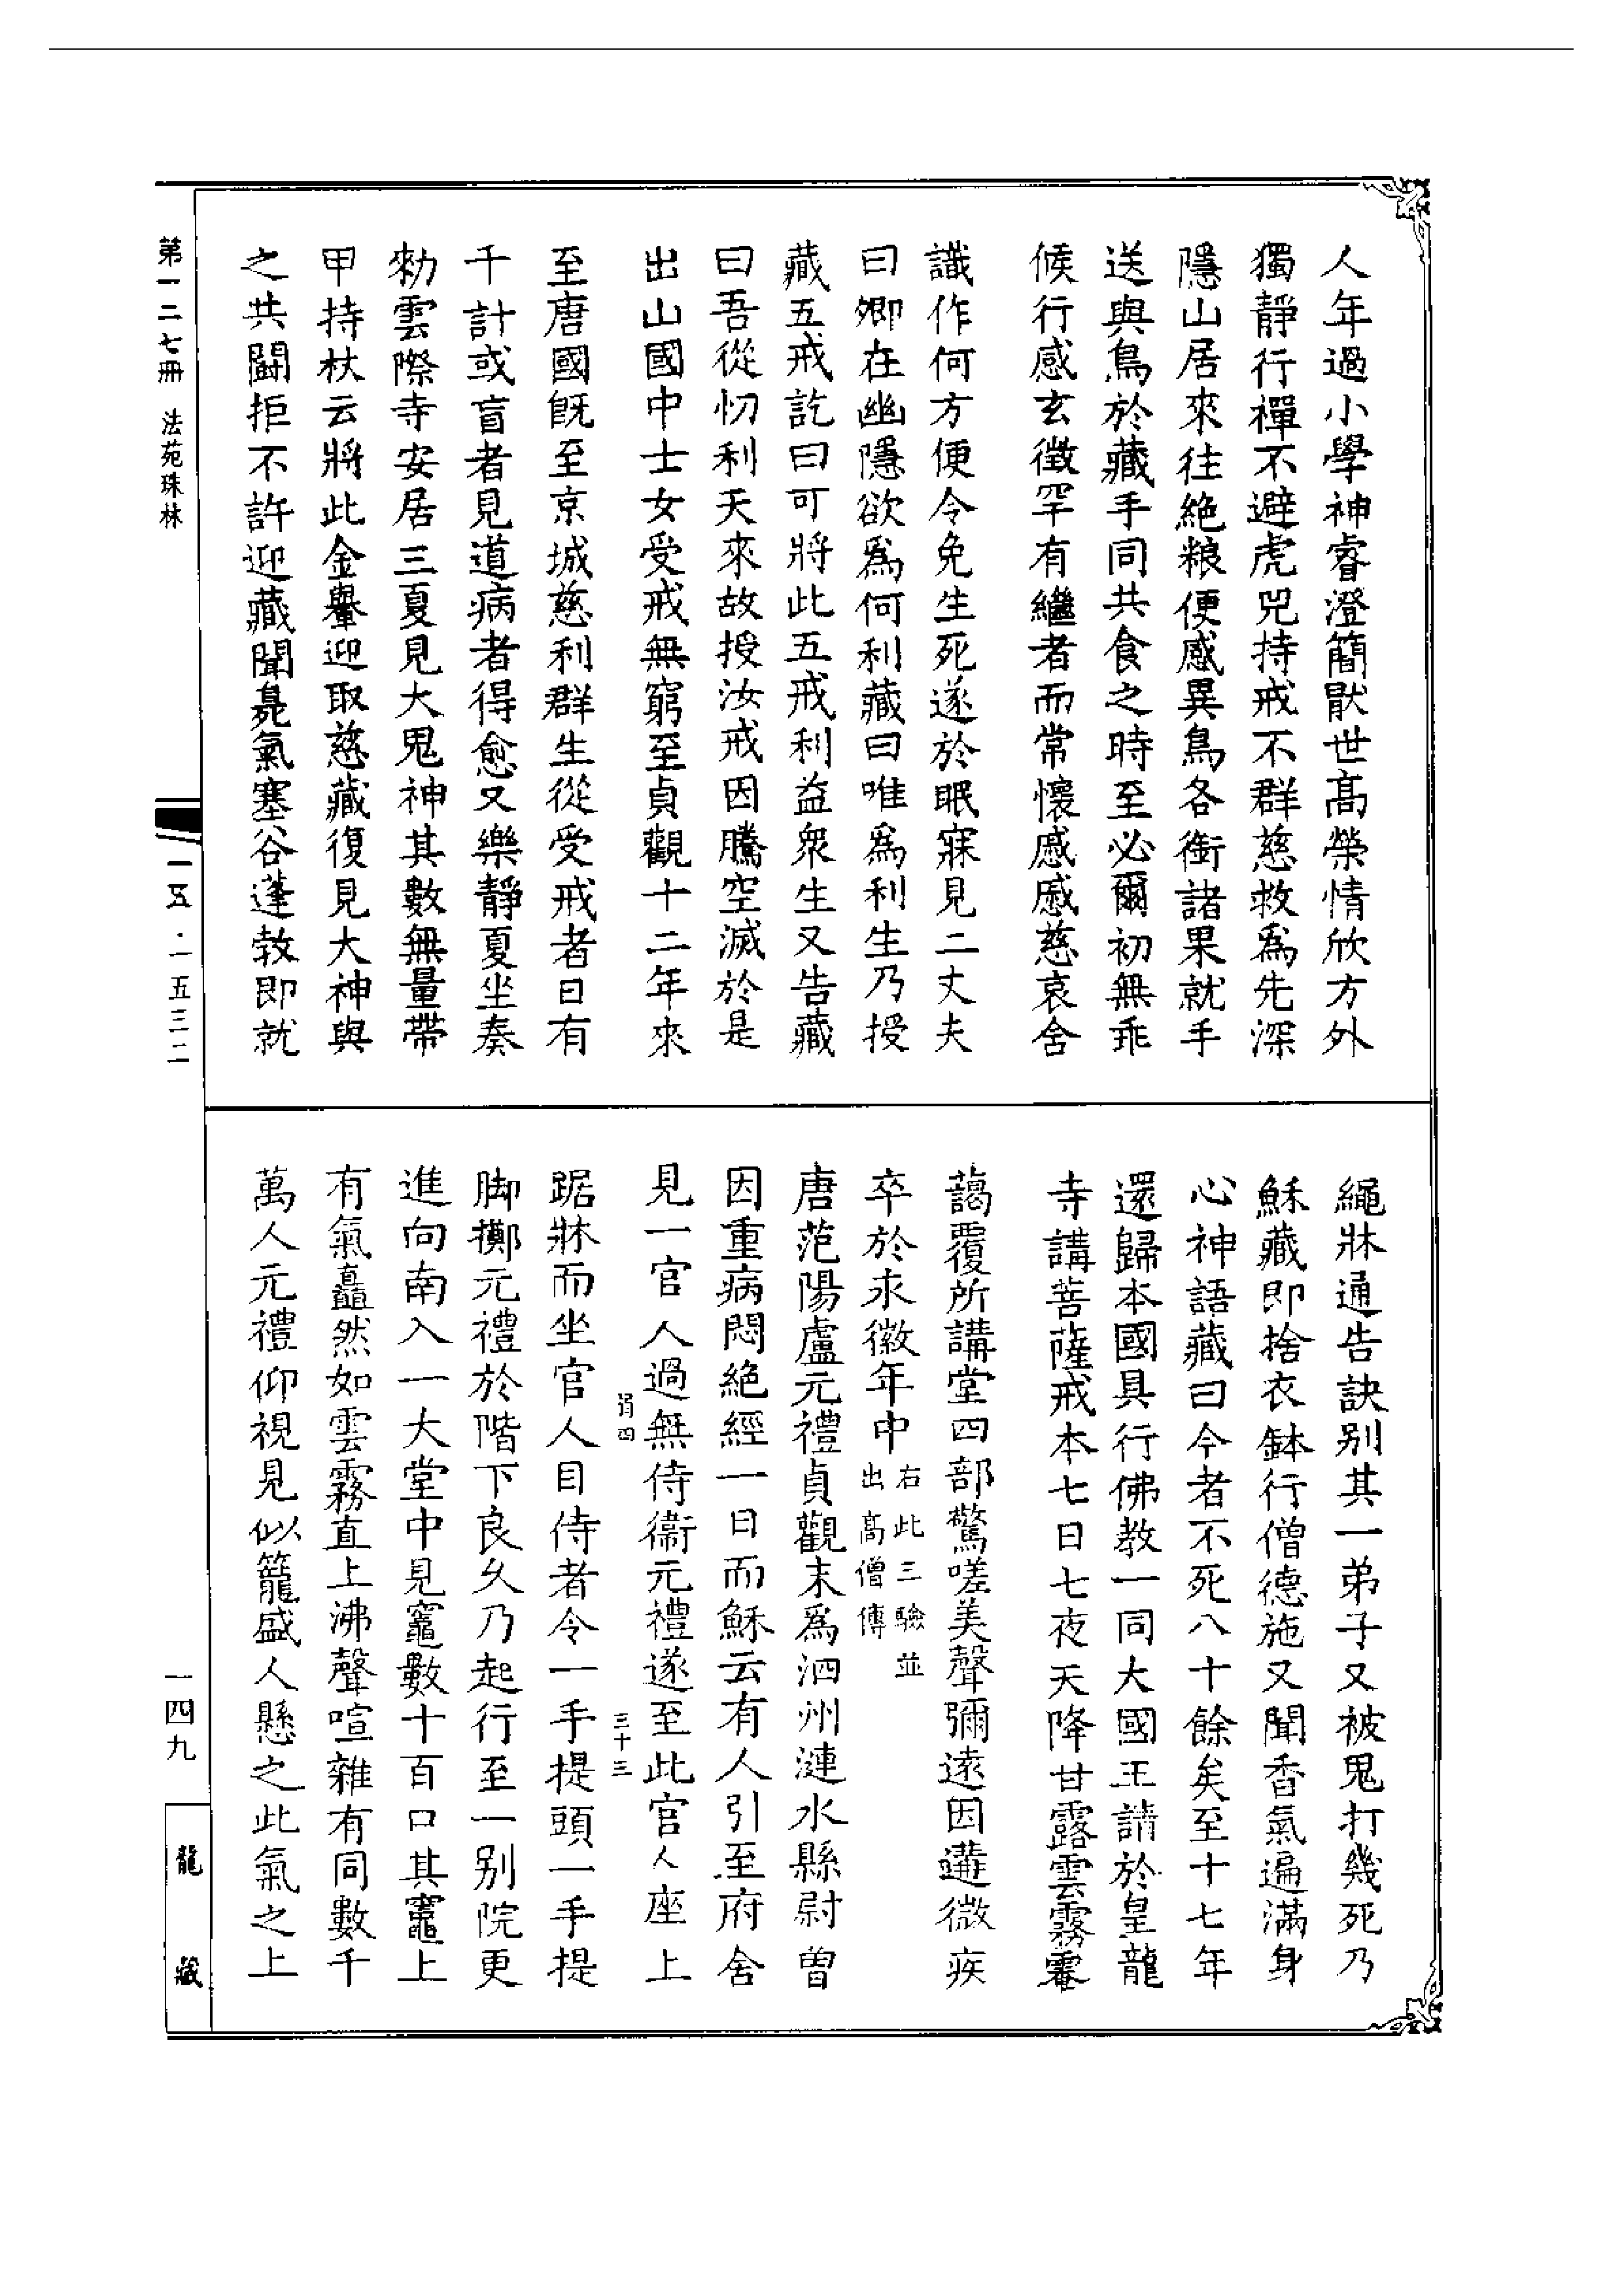 人年過小學神睿澄簡猒世高榮情欣方外
獨靜行禪不避虎兕持戒不群慈救爲先深
隱山居來往絶粮便感異鳥各銜諸果就手
送與鳥於藏手同共食之時至必爾初無乖
候行感玄徵罕有繼者而常懷慼慼慈哀含
識作何方便令免生死遂於眠寐見二丈夫
曰卿在幽隱欲爲何利藏曰唯爲利生乃授
藏五戒訖曰可將此五戒利益衆生又告藏
曰吾從忉利天來故授汝戒因騰空滅於是
出山國中士女受戒無窮至貞觀十二年來
至唐國旣至京城慈利群生從受戒者日有
千計或盲者見道病者得愈又樂靜夏坐奏
勑雲際寺安居三夏見大鬼神其數無量帶
甲持杖云將此金轝迎取慈藏復見大神與
之共鬭拒不許迎藏聞臭氣塞谷蓬勃即就
繩牀通告訣別其一弟子又被鬼打幾死乃
穌藏即捨衣鉢行僧德施又聞香氣遍滿身
心神語藏曰今者不死八十餘矣至十七年
還歸本國具行佛教一同大國王請於皇龍
寺講菩薩戒本七日七夜天降甘露雲霧奄
藹覆所講堂四部驚嗟美聲彌遠因遘微疾
卒於永徽年中右此三驗並出高僧傳
唐范陽盧元禮貞觀末爲泗州漣水縣尉曾
因重病悶絶經一日而穌云有人引至府舍
見一官人過無侍衞元禮遂至此官人座上
踞牀而坐官人目侍者令一手提頭一手提
脚擲元禮於階下良乆乃起行至一別院更
進向南入一大堂中見竈數十百口其竈上
有氣矗然如雲霧直上沸聲喧雜有同數千
萬人元禮仰視見似籠盛人懸之此氣之上
三十三
第一二七冊 法苑珠林
一五·一五三二
一四九
龍藏